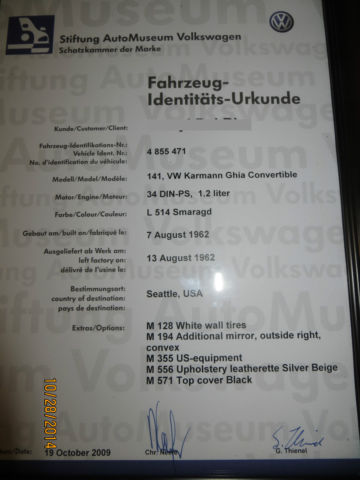 Stiftung AutoMuseum Volkswagen
Schatzkammer der Marke
Fahrzeug-
Identitäts-Urkunde
Kunde/Customer/Client:
Fahrzeug-Identifikations-Nr.:
Vehicle Ident. Nr.:
No. d'identification du véhicule:
4 855 471
Modell/Model/Modèle:
141, VW Karmann Ghia Convertible
Motor/Engine/Moteur:
34 DIN-PS, 1,2 liter
Farbe/Colour/Couleur:
L 514 Smaragd
Gebaut am/built on/fabriqué le:
7 August 1962
Ausgeliefert ab Werk am:
left factory on:
délivré de l'usine le:
13 August 1962
Bestimmungsort:
country of destination:
pays de destination:
Seattle, USA
Extras/Options:
M 128 White wall tires
M 194 Additional mirror, outside right,
convex
M 355 US-equipment
M 556 Upholstery leatherette Silver Beige
M 571 Top cover Black
10/28/2014
/Date:
19 October 2009
Chr.
G. Thienel